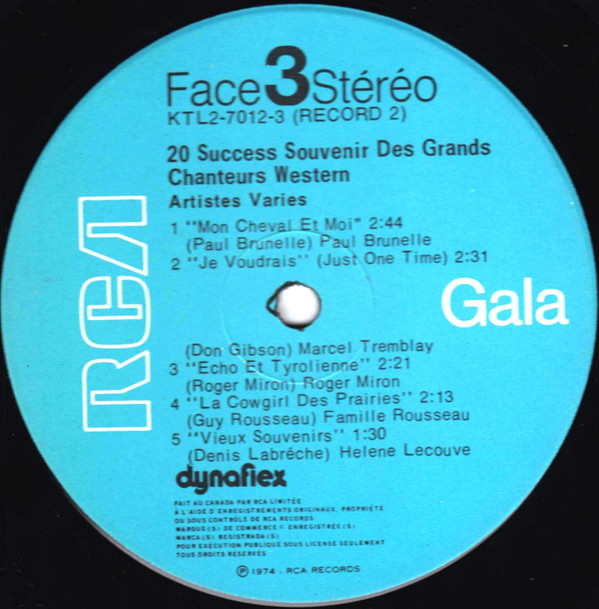 Face 3 Stéréo
KTL2-7012-3 (RECORD 2)
20 Success Souvenir Des Grands
Chanteurs Western
Artistes Varies
1 "Mon Cheval Et Moi" 2:44
(Paul Brunelle) Paul Brunelle
2 "Je Voudrais" (Just One Time) 2:31
RCA
Gala
(Don Gibson) Marcel Tremblay
3 "Echo Et Tyrolienne" 2:21
(Roger Miron) Roger Miron
4 "La Cowgirl Des Prairies" 2:13
(Guy Rousseau) Famille Rousseau
5 "Vieux Souvenirs" 1:30
(Denis Labréche) Helene Lecouve
dynaflex
FAIT AU CANADA PAR RCA LIMITÉE
À L'AIDE D'ENREGISTREMENTS ORIGINAUX, PROPRIÉTÉ
OU SOUS CONTRÔLE DE RCA RECORDS
MARQUE(S) DE COMMERCE ENREGISTRÉE(S)
MARCA(S) REGISTRADA(S)
POUR EXÉCUTION PUBLIQUE SOUS LICENSE SEULEMENT
TOUS DROITS RESERVÉS
Ⓟ 1974 - RCA RECORDS